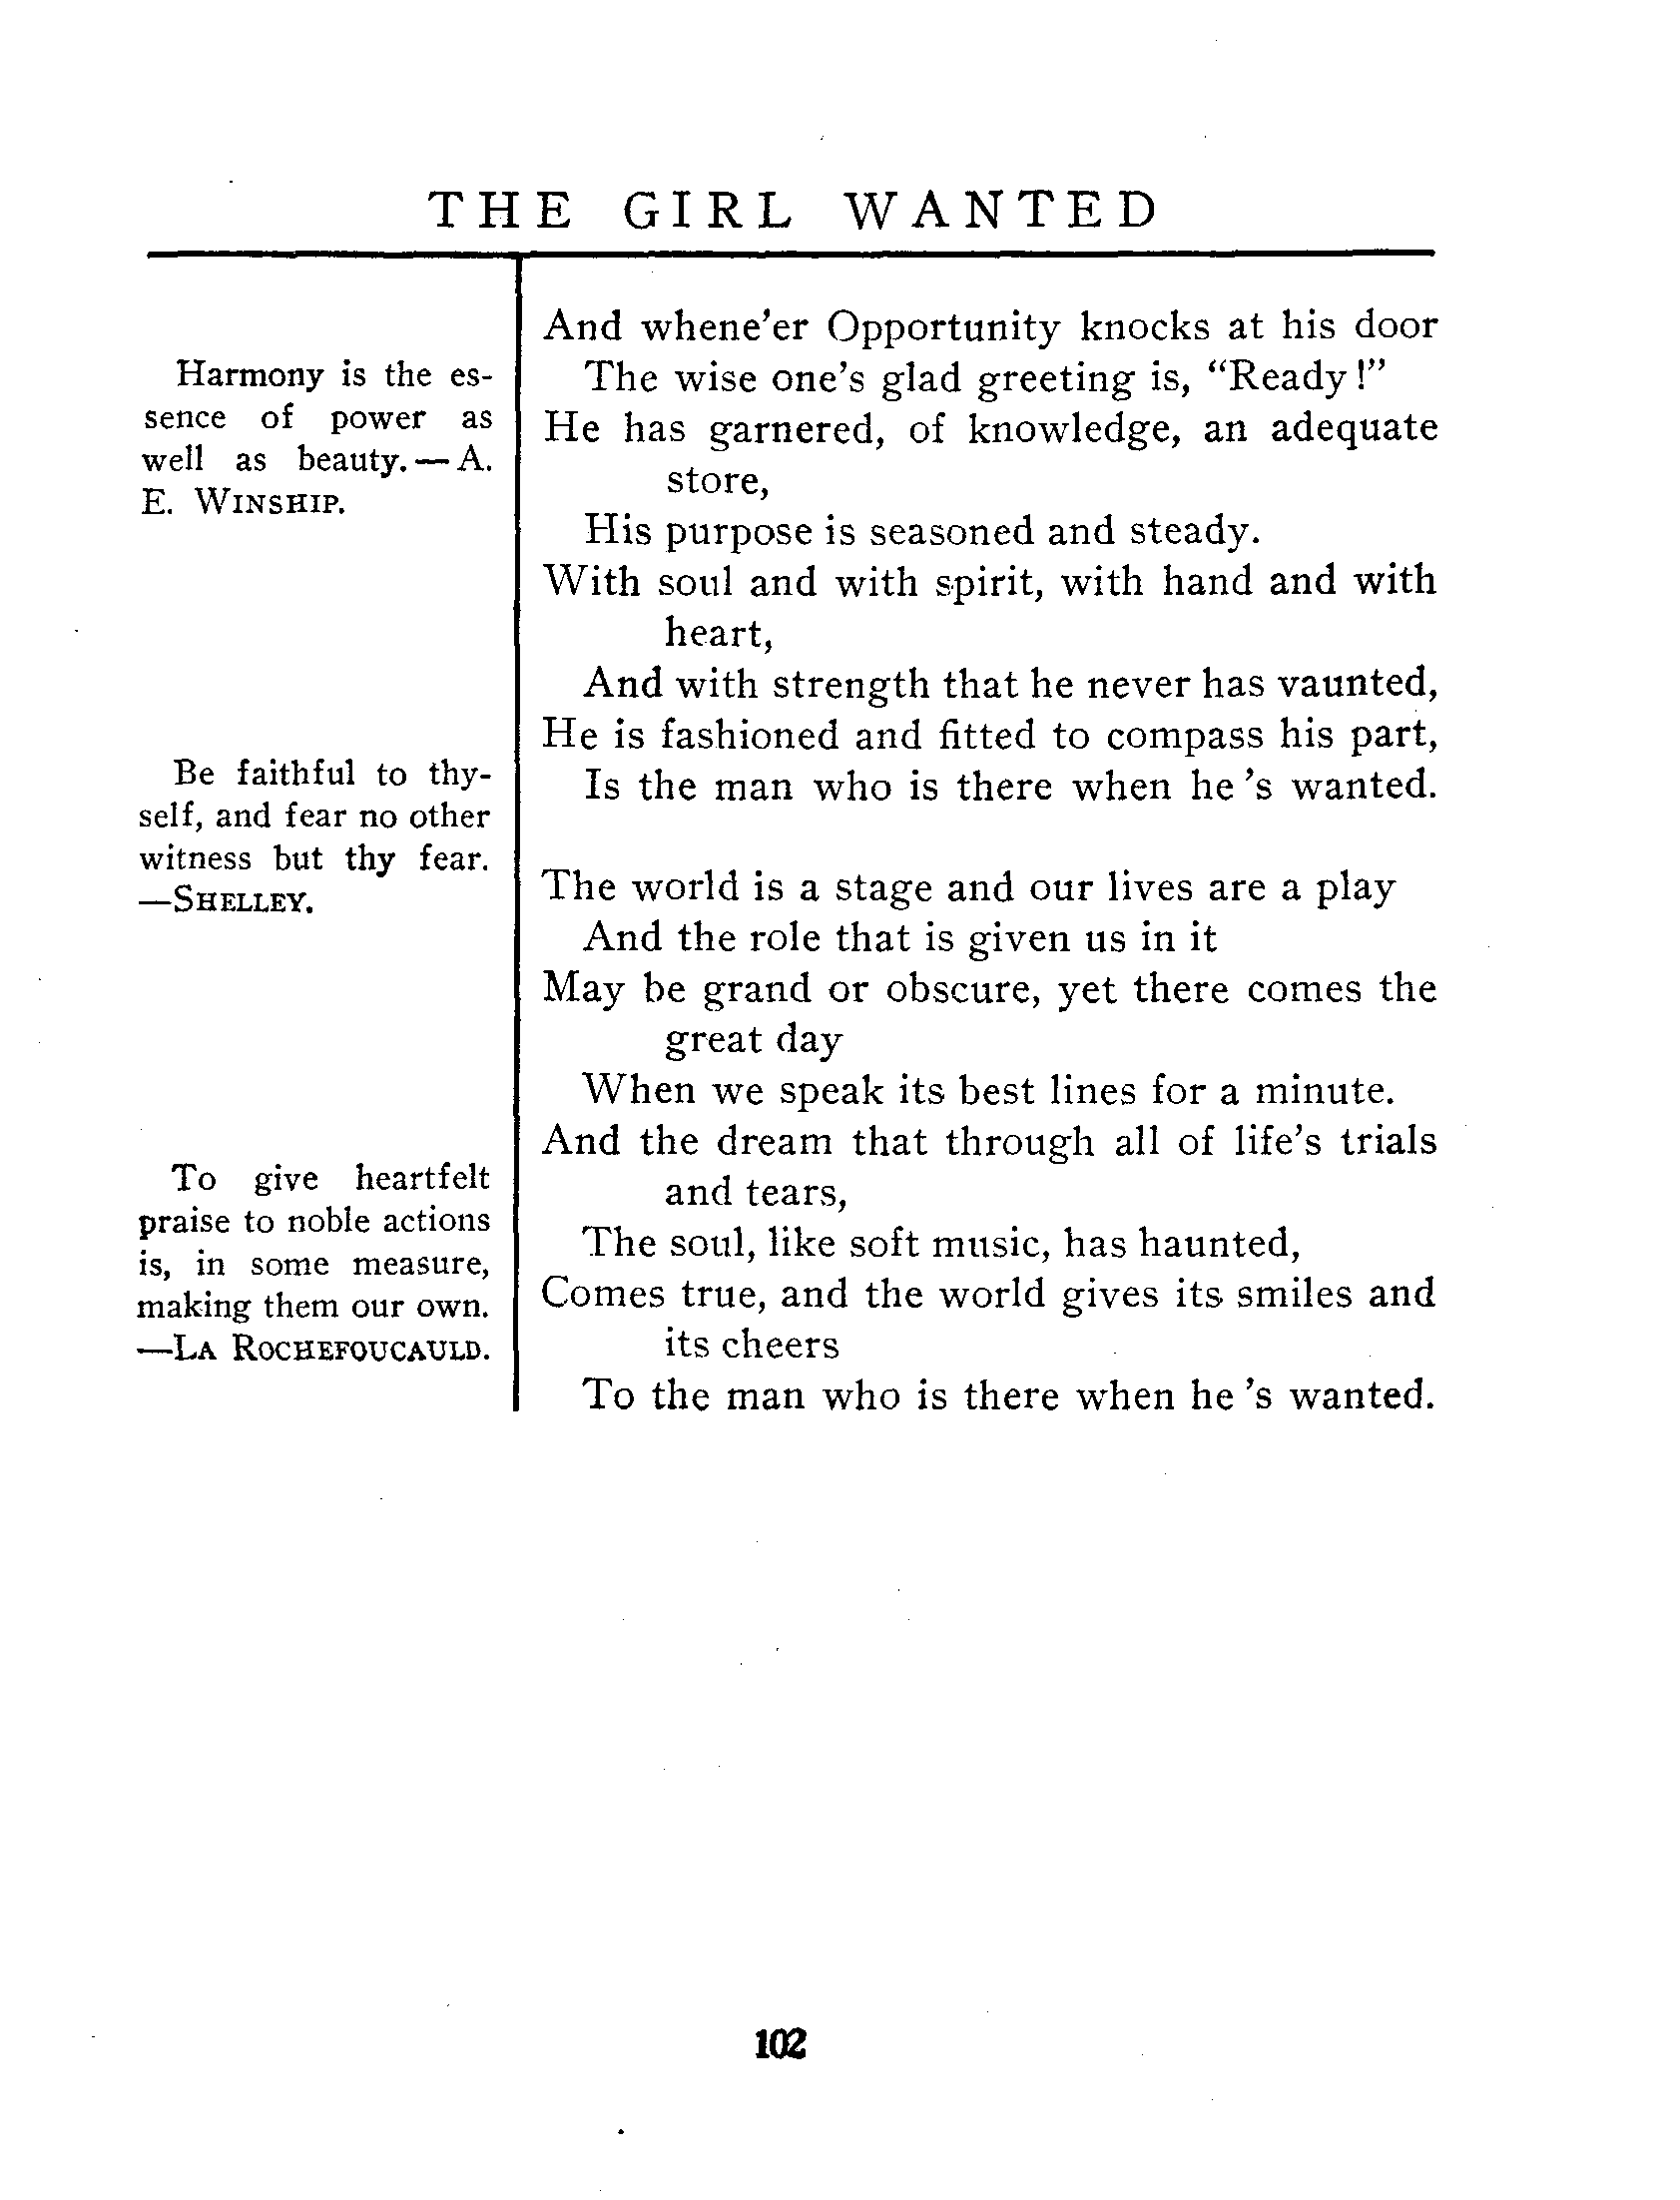 THE GIRL WANTED
Harmony is the es-
sence of power as
well as beauty.—A.
E. WINSHIP.
Be faithful to thy-
self, and fear no other
witness but thy fear.
—SHELLEY.
To give heartfelt
praise to noble actions
is, in some measure,
making them our own.
—LA ROCHEFOUCAULD.
And whene'er Opportunity knocks at his door
The wise one's glad greeting is, “Ready!”
He has garnered, of knowledge, an adequate
store,
His purpose is seasoned and steady.
With soul and with spirit, with hand and with
heart,
And with strength that he never has vaunted,
He is fashioned and fitted to compass his part,
Is the man who is there when he 's wanted.
The world is a stage and our lives are a play
And the role that is given us in it
May be grand or obscure, yet there comes the
great day
When we speak its best lines for a minute.
And the dream that through all of life's trials
and tears,
The soul, like soft music, has haunted,
Comes true, and the world gives its smiles and
its cheers
To the man who is there when he 's wanted.
102